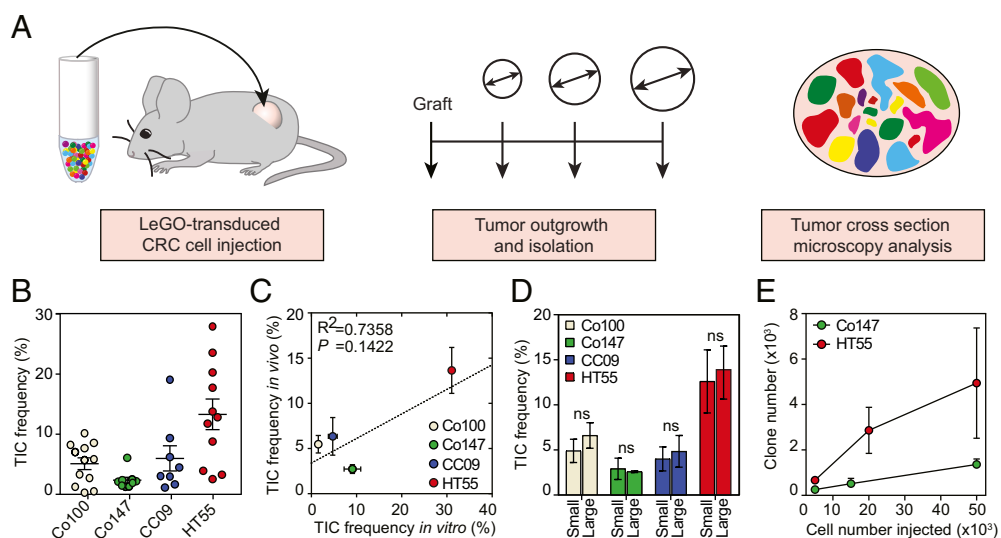 A
Graft
LeGO-transduced
CRC cell injection
Tumor outgrowth
and isolation
Tumor cross section
microscopy analysis
B
TIC frequency (%)
30
20
10
0
Co100
Co147
CC09
HT55
C
TIC frequency in vivo (%)
20
15
10
5
0
R2=0.7358
P =0.1422
Co100
Co147
CC09
HT55
0 10 20 30 40
TIC frequency in vitro (%)
D
TIC frequency (%)
20
15
10
5
0
Co100
Co147
CC09
HT55
ns
ns
ns
ns
Small
Large
Small
Large
Small
Large
Small
Large
E
Clone number (x10³)
8
6
4
2
0
Co147
HT55
0 10 20 30 40 50
Cell number injected (x10³)